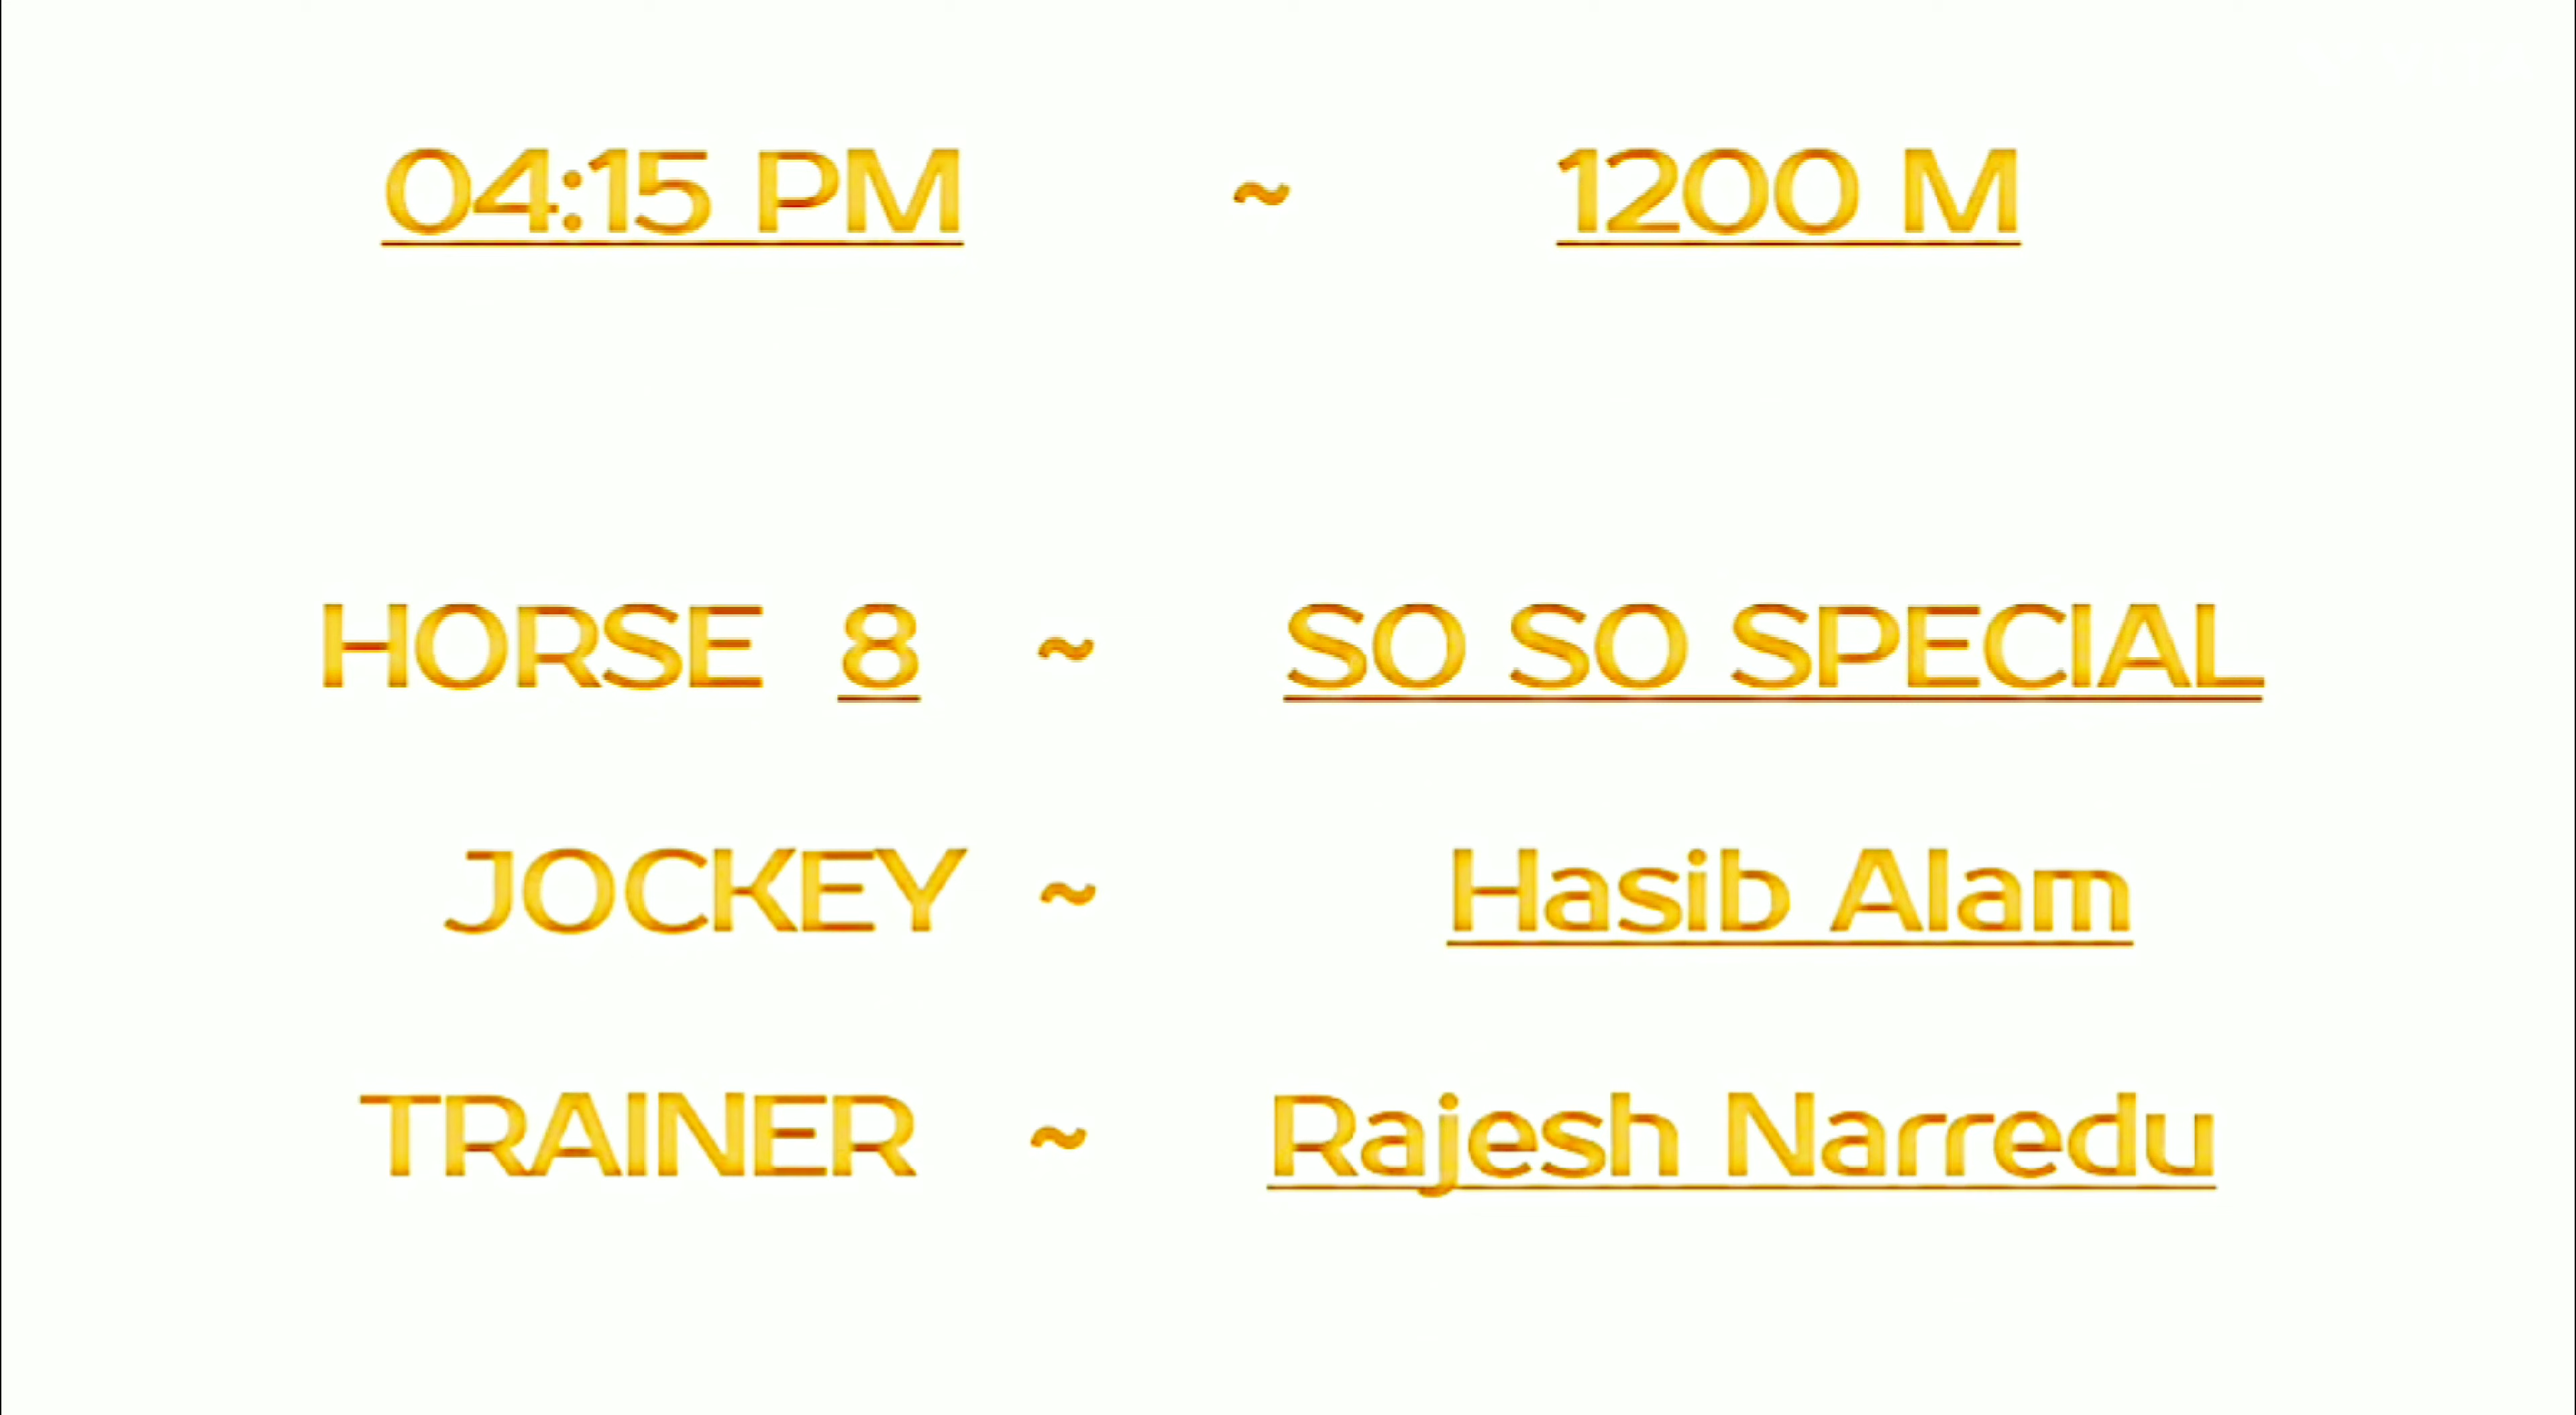 04:15 PM ~ 1200 M
HORSE 8 ~ SO SO SPECIAL
JOCKEY ~ Hasib Alam
TRAINER ~ Rajesh Narredu